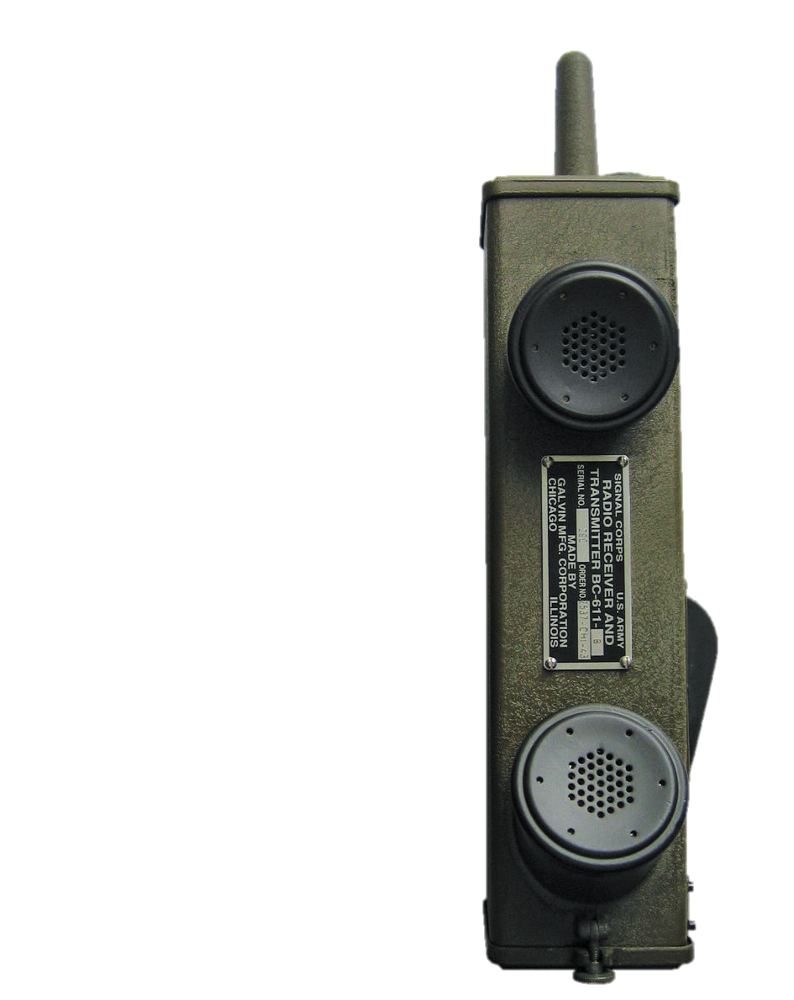 SIGNAL CORPS U.S. ARMY
RADIO RECEIVER AND
TRANSMITTER BC-611- B
SERIAL NO. ORDER NO.
MADE BY
GALVIN MFG. CORPORATION
CHICAGO ILLINOIS